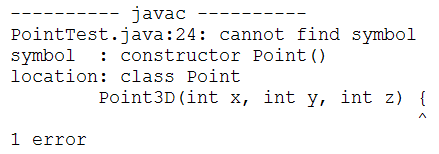 ---------- javac ----------
PointTest.java:24: cannot find symbol
symbol  : constructor Point()
location: class Point
        Point3D(int x, int y, int z) {
                                     ^
1 error